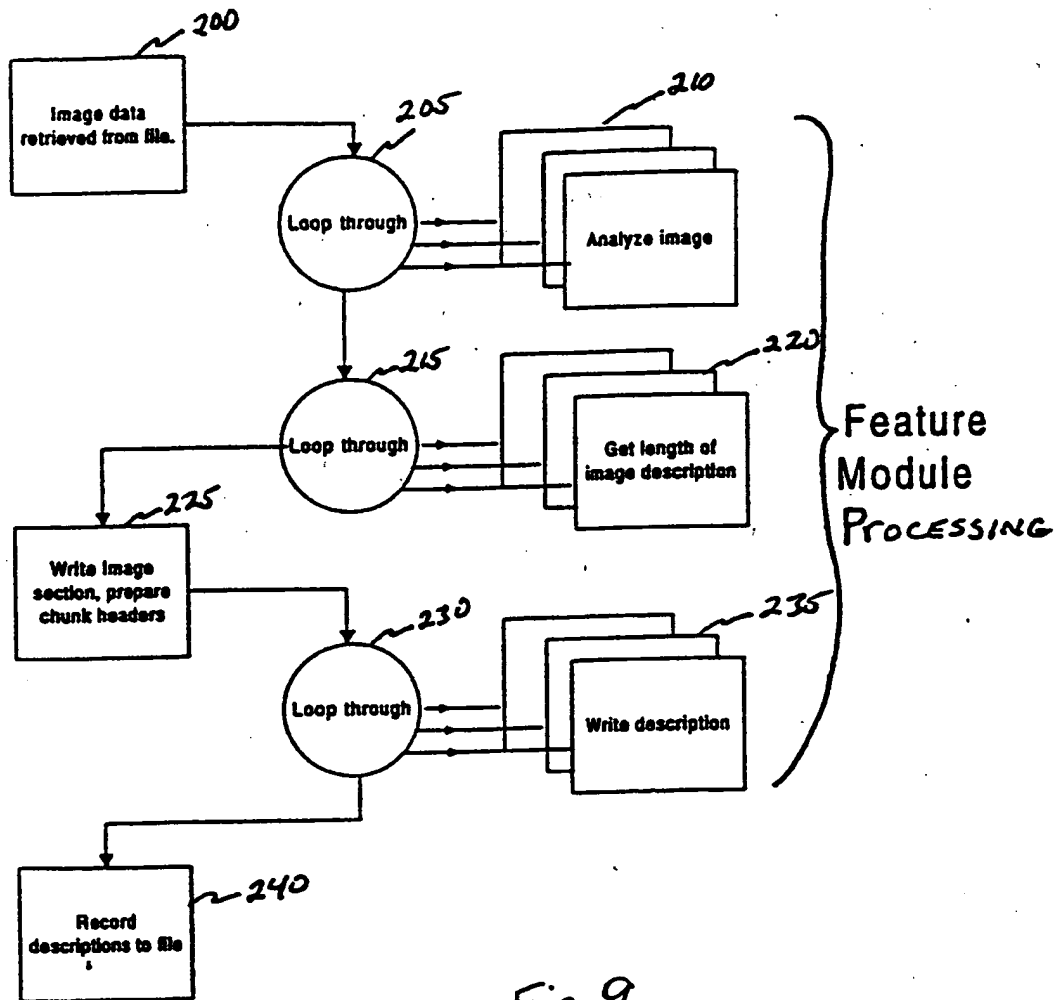 200
Image data
retrieved from file.
205
Loop through
210
Analyze image
215
Loop through
220
Get length of
image description
Feature
Module
PROCESSING
225
Write image
section, prepare
chunk headers
230
Loop through
235
Write description
240
Record
descriptions to file
Fig 9